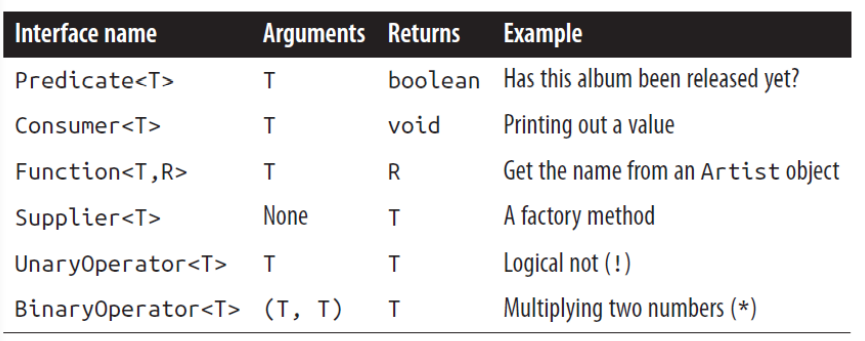 Interface name Arguments Returns Example
Predicate<T> T boolean Has this album been released yet?
Consumer<T> T void Printing out a value
Function<T,R> T R Get the name from an Artist object
Supplier<T> None T A factory method
UnaryOperator<T> T T Logical not (!)
BinaryOperator<T> (T, T) T Multiplying two numbers (*)